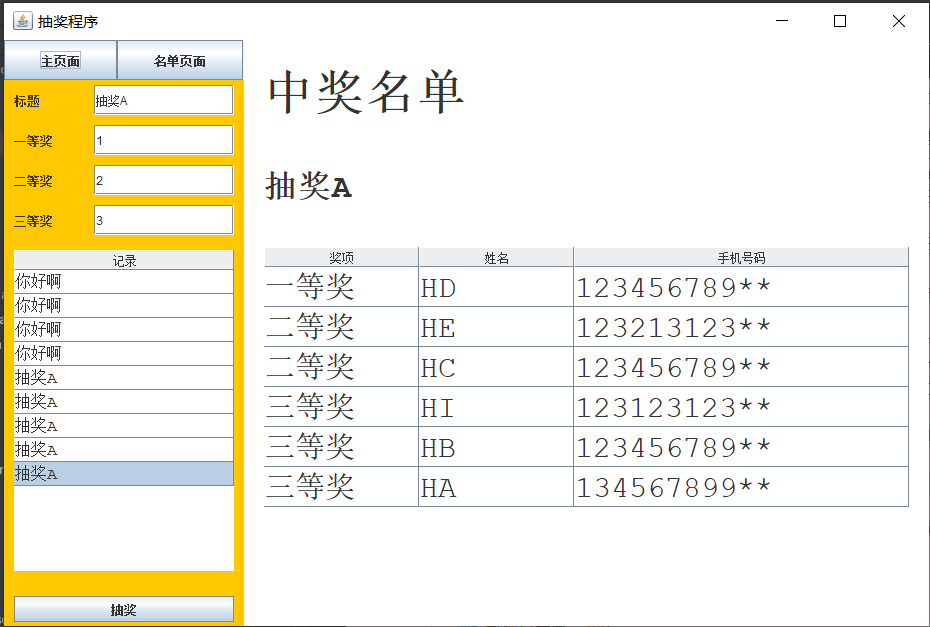 抽奖程序
主页面 名单页面
标题 抽奖A
一等奖 1
二等奖 2
三等奖 3
记录
你好啊
你好啊
你好啊
你好啊
抽奖A
抽奖A
抽奖A
抽奖A
抽奖A
抽奖
中奖名单
抽奖A
奖项 姓名 手机号码
一等奖 HD 123456789**
二等奖 HE 123213123**
二等奖 HC 123456789**
三等奖 HI 123123123**
三等奖 HB 123456789**
三等奖 HA 134567899**